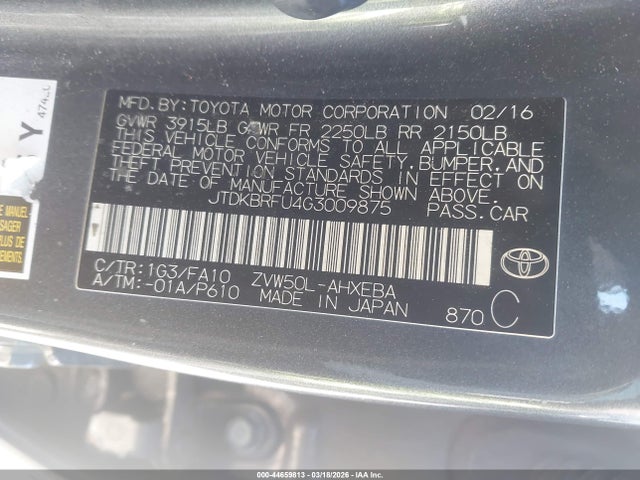 MFD.BY:TOYOTA MOTOR CORPORATION 02/16
GVWR 3915LB GAWR FR 2250LB RR 2150LB
THIS VEHICLE CONFORMS TO ALL APPLICABLE
FEDERAL MOTOR VEHICLE SAFETY,BUMPER,AND
THEFT PREVENTION STANDARDS IN EFFECT ON
THE DATE OF MANUFACTURE SHOWN ABOVE.
JTDKBRFU4G3009875 PASS.CAR
C/TR:1G3/FA10 ZVW50L-AHXEBA
A/TM:-01A/P610 MADE IN JAPAN 870 C
Y
E MANUEL
SAGER
000-44659813 | 03/18/2026 - COPART